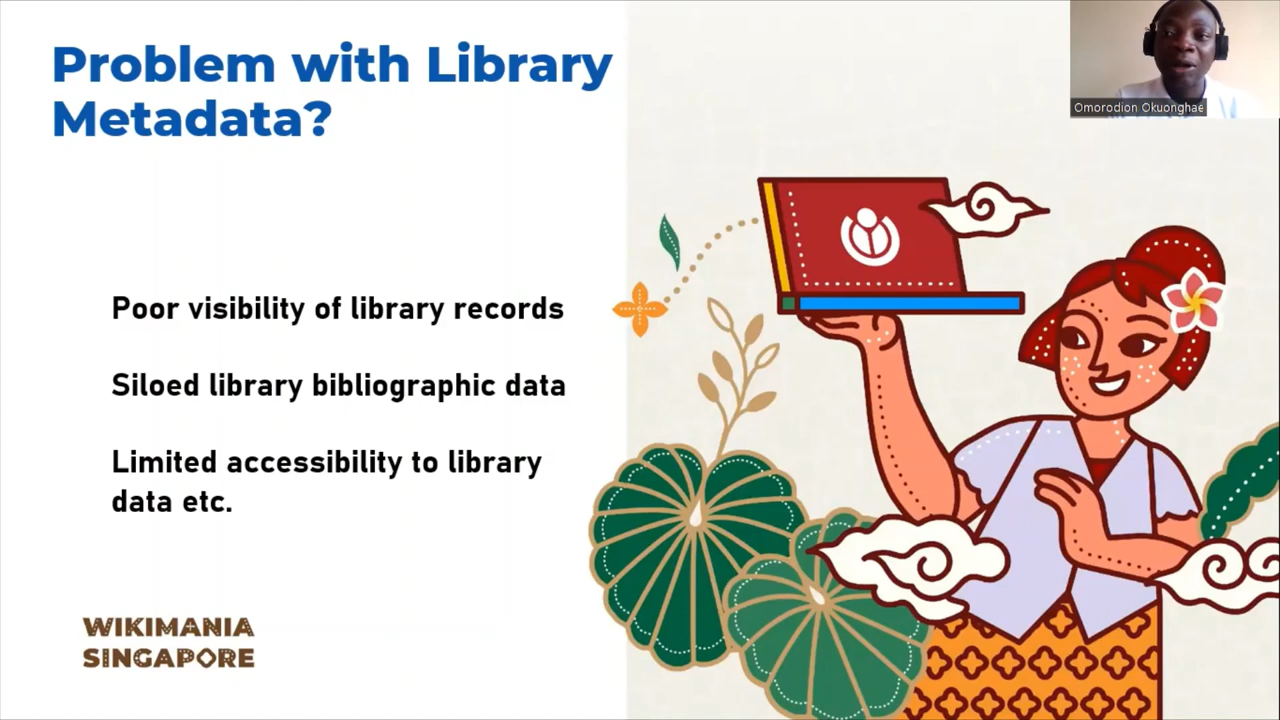 Problem with Library
Metadata?
Omorodion Okuonghae
Poor visibility of library records
Siloed library bibliographic data
Limited accessibility to library
data etc.
WIKIMANIA
SINGAPORE